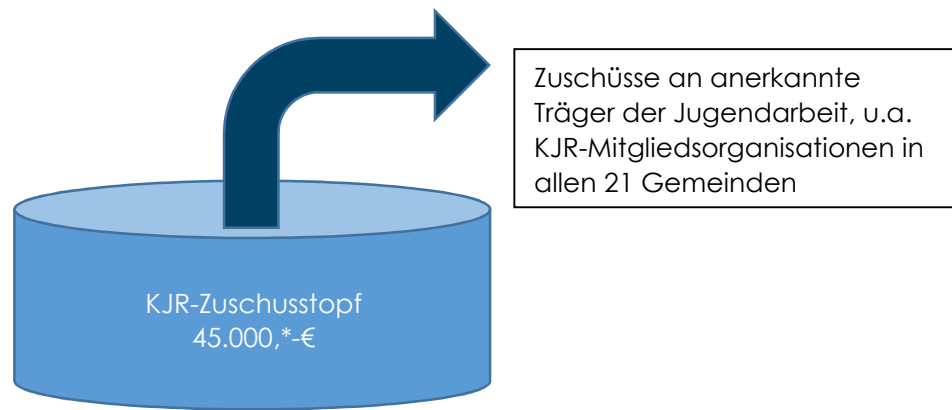 Zuschüsse an anerkannte
Träger der Jugendarbeit, u.a.
KJR-Mitgliedsorganisationen in
allen 21 Gemeinden
KJR-Zuschusstopf
45.000,*-€